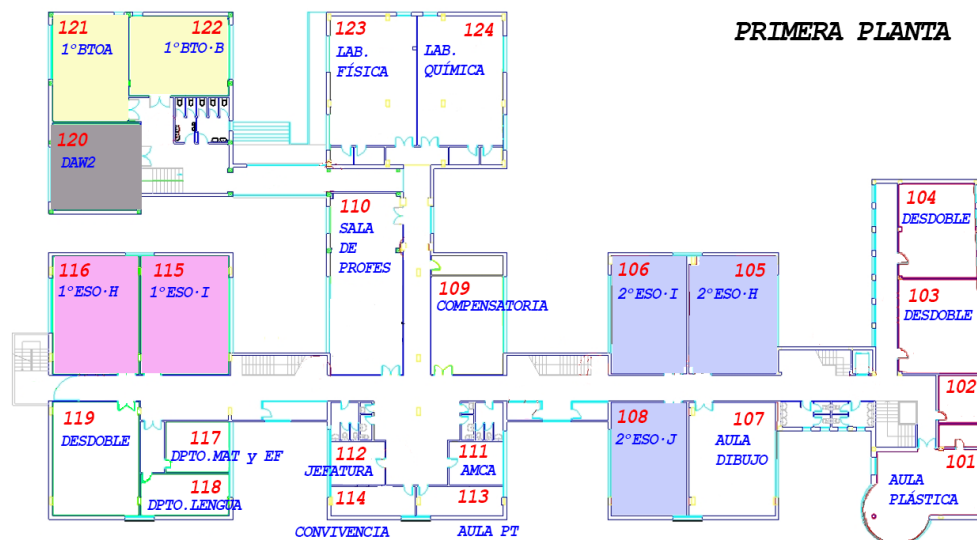 PRIMERA PLANTA
121
1ºBTOA
122
1ºBTO·B
123
LAB.
FÍSICA
124
LAB.
QUÍMICA
120
DAW2
110
SALA
DE
PROFES
104
DESDOBLE
116
1ºESO·H
115
1ºESO·I
109
COMPENSATORIA
106
2ºESO·I
105
2ºESO·H
103
DESDOBLE
102
119
DESDOBLE
117
DPTO.MAT y EF
118
DPTO.LENGUA
112
JEFATURA
111
AMCA
114
CONVIVENCIA
113
AULA PT
108
2ºESO·J
107
AULA
DIBUJO
101
AULA
PLÁSTICA